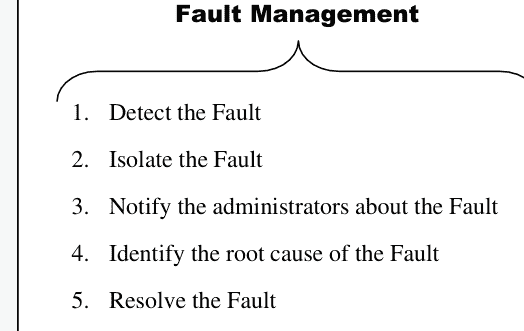 Fault Management
1. Detect the Fault
2. Isolate the Fault
3. Notify the administrators about the Fault
4. Identify the root cause of the Fault
5. Resolve the Fault